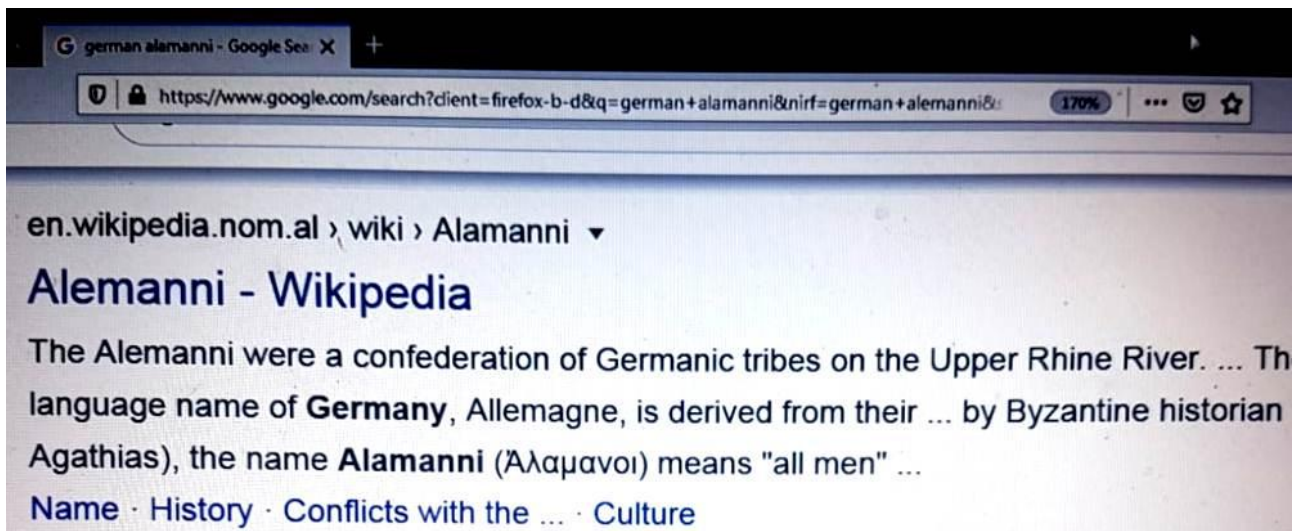 G german alamanni - Google Sea X +
https://www.google.com/search?client=firefox-b-d&q=german+alamanni&nirf=german+alemanni& 170% ...
en.wikipedia.nom.al › wiki › Alamanni ▾
Alemanni - Wikipedia
The Alemanni were a confederation of Germanic tribes on the Upper Rhine River. ... Th
language name of Germany, Allemagne, is derived from their ... by Byzantine historian
Agathias), the name Alamanni (Ἀλαμανοι) means "all men" ...
Name · History · Conflicts with the ... · Culture